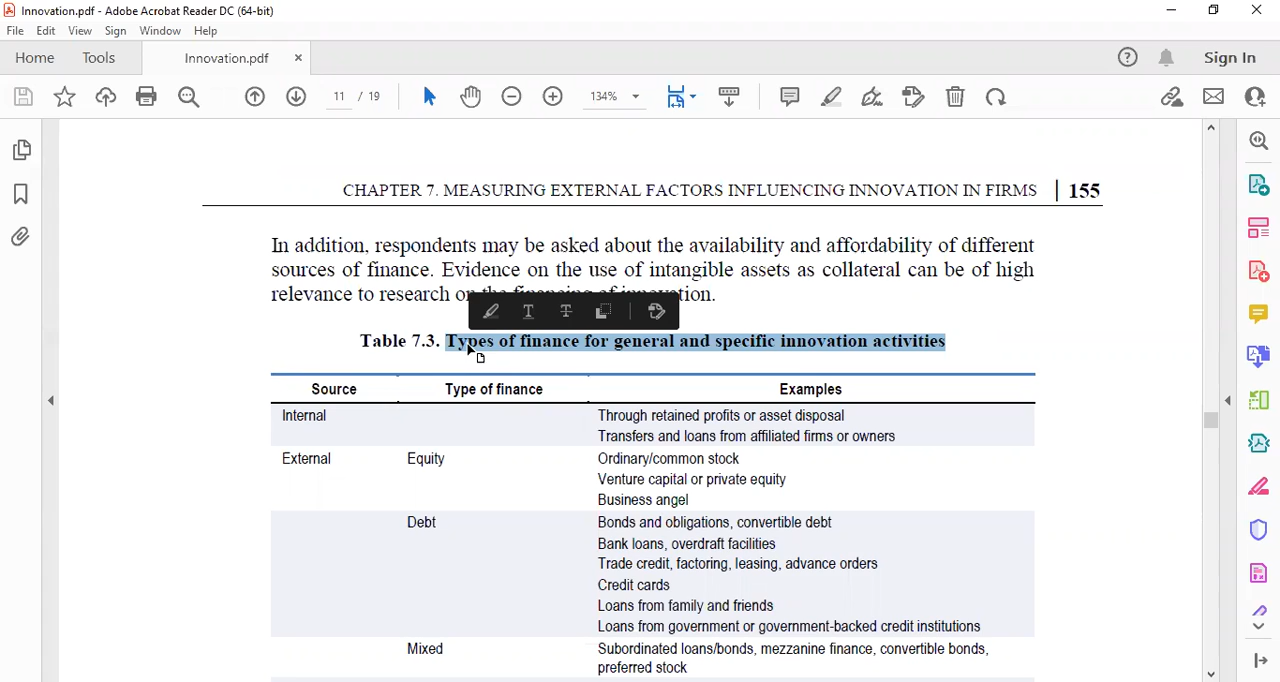 Innovation.pdf - Adobe Acrobat Reader DC (64-bit)
File Edit View Sign Window Help
Home Tools Innovation.pdf Sign In
11 / 19 134%
CHAPTER 7. MEASURING EXTERNAL FACTORS INFLUENCING INNOVATION IN FIRMS 155
In addition, respondents may be asked about the availability and affordability of different
sources of finance. Evidence on the use of intangible assets as collateral can be of high
relevance to research on the financing of innovation.
Table 7.3. Types of finance for general and specific innovation activities
Source Type of finance Examples
Internal Through retained profits or asset disposal
Transfers and loans from affiliated firms or owners
External Equity Ordinary/common stock
Venture capital or private equity
Business angel
Debt Bonds and obligations, convertible debt
Bank loans, overdraft facilities
Trade credit, factoring, leasing, advance orders
Credit cards
Loans from family and friends
Loans from government or government-backed credit institutions
Mixed Subordinated loans/bonds, mezzanine finance, convertible bonds,
preferred stock